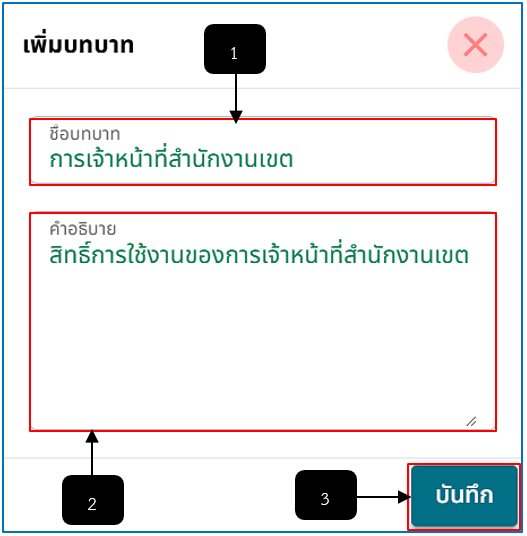 เพิ่มบทบาท
1
ชื่อบทบาท
การเจ้าหน้าที่สำนักงานเขต
คำอธิบาย
สิทธิ์การใช้งานของการเจ้าหน้าที่สำนักงานเขต
2
3
บันทึก